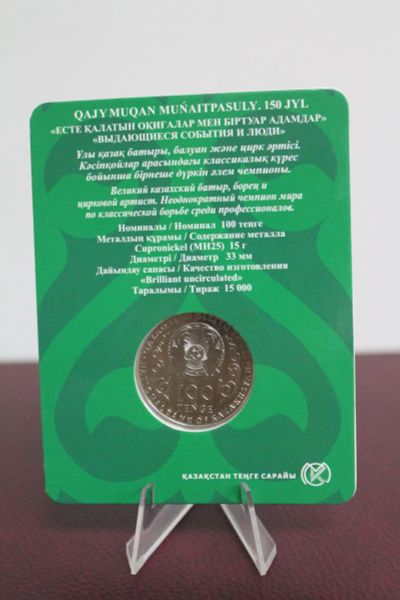 QAJYMUQAN MUŃAITPASULY. 150 JYL
«ЕСТЕ ҚАЛАТЫН ОҚИҒАЛАР МЕН БІРТУАР АДАМДАР»
«ВЫДАЮЩИЕСЯ СОБЫТИЯ И ЛЮДИ»
Ұлы қазақ батыры, балуан және цирк әртісі.
Кәсіпқойлар арасындағы классикалық күрес
бойынша бірнеше дүркін әлем чемпионы.
Великий казахский батыр, борец и
цирковой артист. Неоднократный чемпион мира
по классической борьбе среди профессионалов.
Номиналы / Номинал 100 тенге
Металдың құрамы / Содержание металла
Cupronickel (МН25) 15 г
Диаметрі / Диаметр 33 мм
Дайындау сапасы / Качество изготовления
«Brilliant uncirculated»
Таралымы / Тираж 15 000
100
TENGE
ҚАЗАҚСТАН ТЕҢГЕ САРАЙЫ